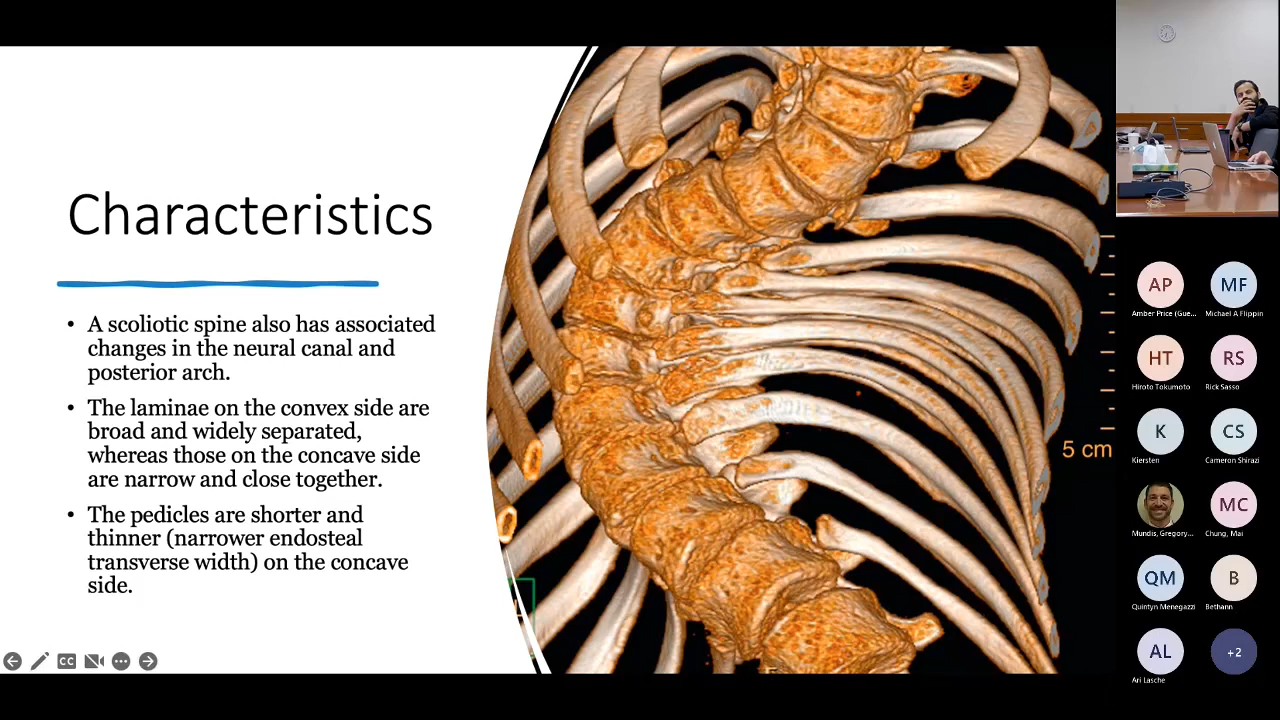 Characteristics
• A scoliotic spine also has associated
changes in the neural canal and
posterior arch.
• The laminae on the convex side are
broad and widely separated,
whereas those on the concave side
are narrow and close together.
• The pedicles are shorter and
thinner (narrower endosteal
transverse width) on the concave
side.
5 cm
CC
AP
Amber Price (Gue...
MF
Michael A Flippin
HT
Hiroto Tokumoto
RS
Rick Sasso
K
Kiersten
CS
Cameron Shirazi
Mundis, Gregory...
MC
Chung, Mai
QM
Quintyn Menegazzi
B
Bethann
AL
Ari Lasche
+2